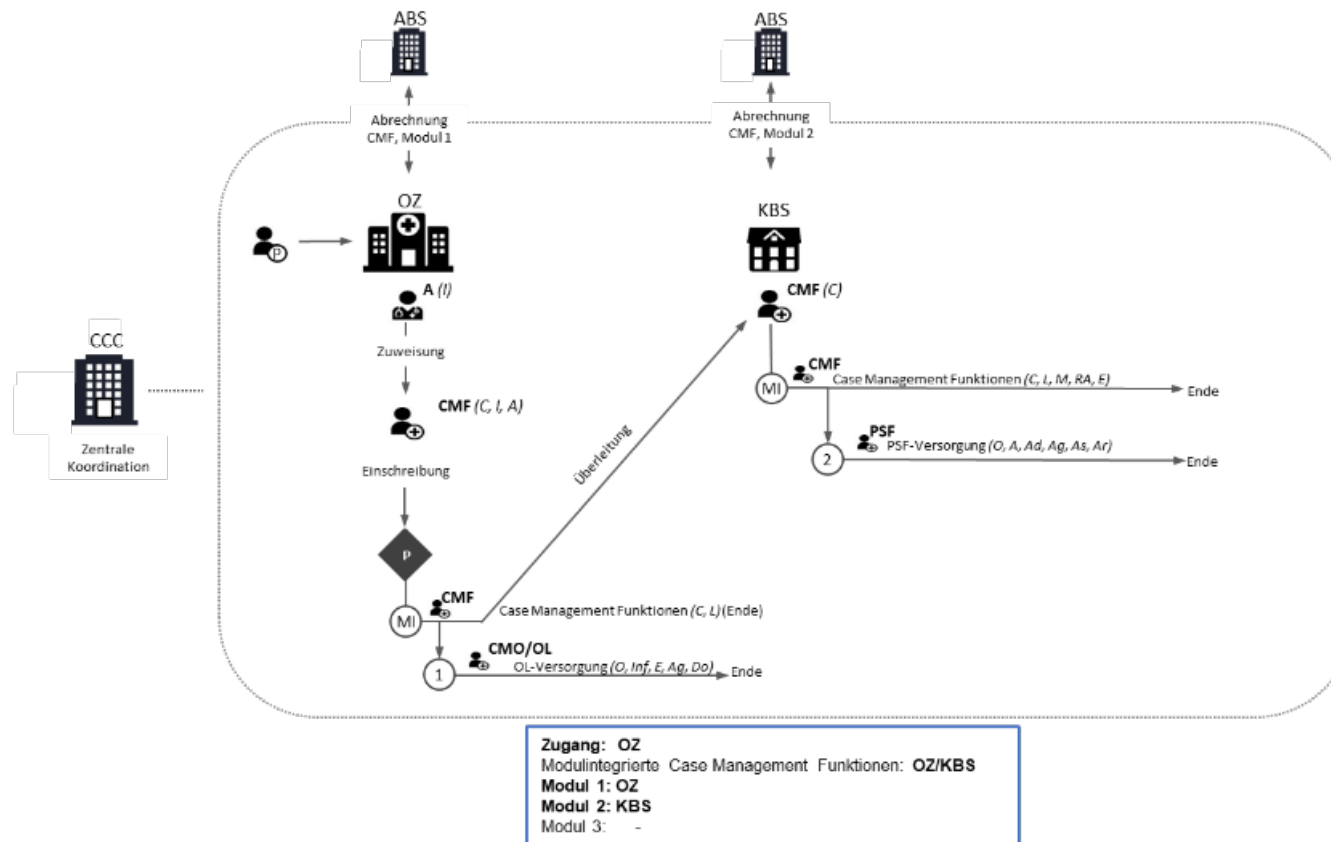 ABS
ABS
Abrechnung
CMF, Modul 1
Abrechnung
CMF, Modul 2
OZ
KBS
P
A (I)
CMF (C)
Zuweisung
CCC
CMF
Case Management Funktionen (C, L, M, RA, E)
Ende
MI
CMF (C, I, A)
Zentrale
Koordination
PSF
PSF-Versorgung (O, A, Ad, Ag, As, Ar)
Ende
2
Einschreibung
Überleitung
P
CMF
Case Management Funktionen (C, L) (Ende)
MI
CMO/OL
OL-Versorgung (O, Inf, E, Ag, Do)
Ende
1
Zugang: OZ
Modulintegrierte Case Management Funktionen: OZ/KBS
Modul 1: OZ
Modul 2: KBS
Modul 3: -